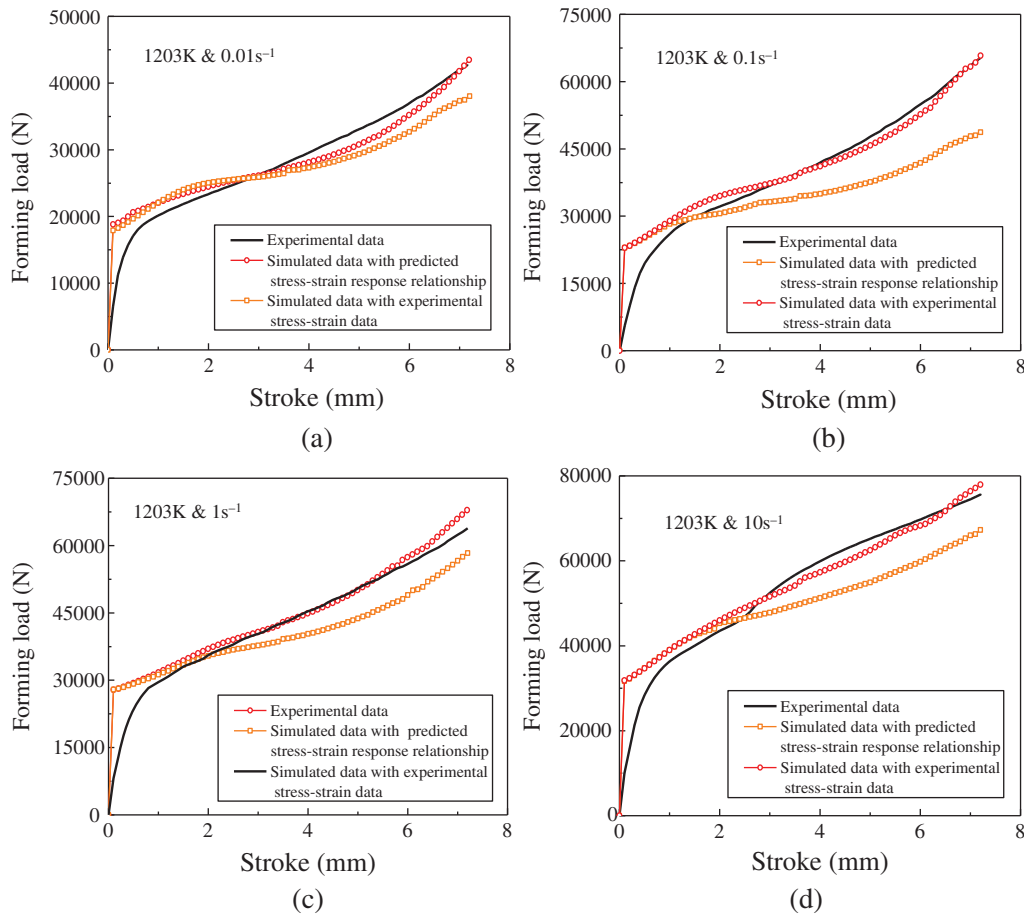 50000
40000
30000
20000
10000
0
Forming load (N)
1203K & 0.01s⁻¹
Experimental data
Simulated data with predicted
stress-strain response relationship
Simulated data with experimental
stress-strain data
0 2 4 6 8
Stroke (mm)
(a)
75000
60000
45000
30000
15000
0
Forming load (N)
1203K & 0.1s⁻¹
Experimental data
Simulated data with predicted
stress-strain response relationship
Simulated data with experimental
stress-strain data
0 2 4 6 8
Stroke (mm)
(b)
75000
60000
45000
30000
15000
0
Forming load (N)
1203K & 1s⁻¹
Experimental data
Simulated data with predicted
stress-strain response relationship
Simulated data with experimental
stress-strain data
0 2 4 6 8
Stroke (mm)
(c)
80000
60000
40000
20000
0
Forming load (N)
1203K & 10s⁻¹
Experimental data
Simulated data with predicted
stress-strain response relationship
Simulated data with experimental
stress-strain data
0 2 4 6 8
Stroke (mm)
(d)